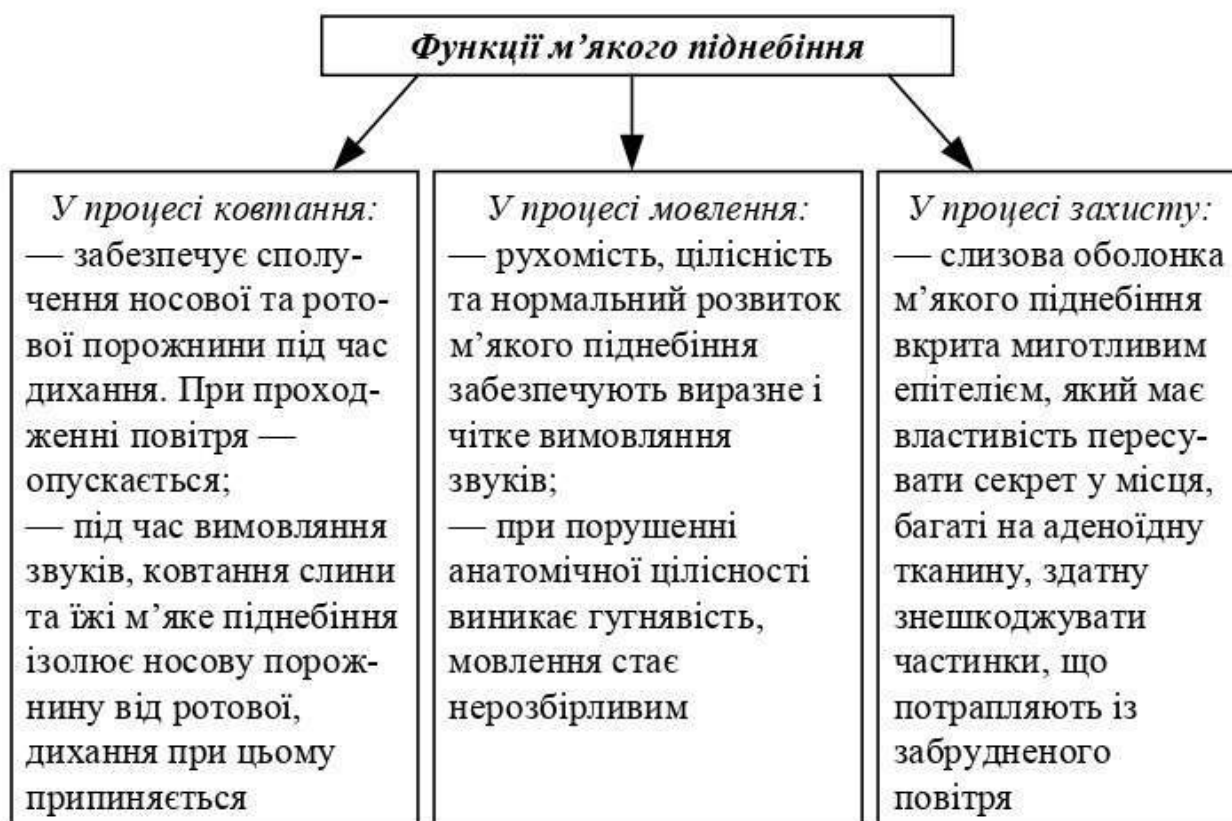 Функції м’якого піднебіння
У процесі ковтання:
— забезпечує сполу-
чення носової та рото-
вої порожнини під час
дихання. При проход-
женні повітря —
опускається;
— під час вимовляння
звуків, ковтання слини
та їжі м’яке піднебіння
ізолює носову порож-
нину від ротової,
дихання при цьому
припиняється
У процесі мовлення:
— рухомість, цілісність
та нормальний розвиток
м’якого піднебіння
забезпечують виразне і
чітке вимовляння
звуків;
— при порушенні
анатомічної цілісності
виникає гугнявість,
мовлення стає
нерозбірливим
У процесі захисту:
— слизова оболонка
м’якого піднебіння
вкрита миготливим
епітелієм, який має
властивість пересу-
вати секрет у місця,
багаті на аденоїдну
тканину, здатну
знешкоджувати
частинки, що
потрапляють із
забрудненого
повітря